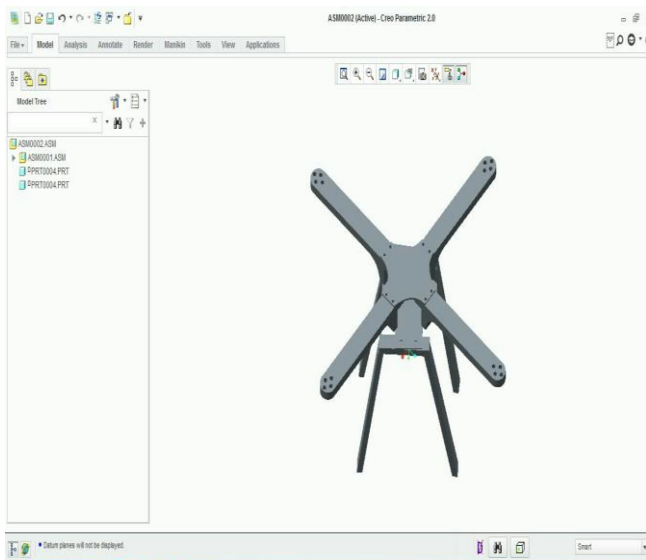 ASM0002 (Active) - Creo Parametric 2.0
File Model Analysis Annotate Render Manikin Tools View Applications
Model Tree
ASM0002.ASM
ASM0001.ASM
PRT0004.PRT
PRT0004.PRT
Datum planes will not be displayed.
Smart